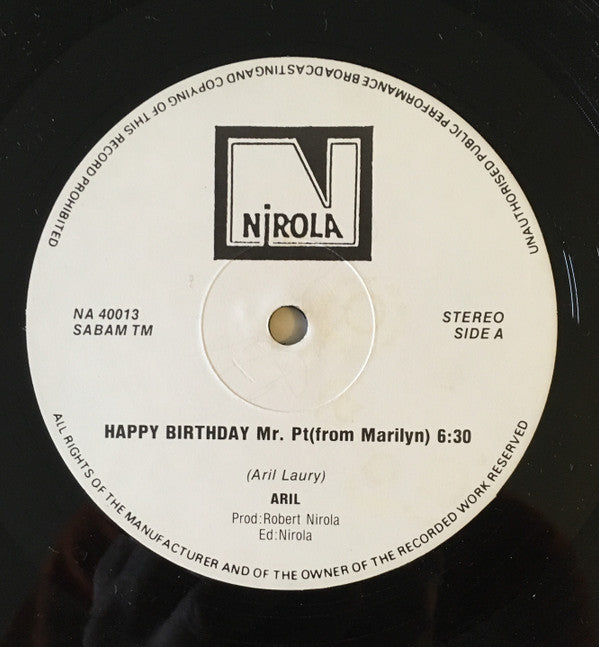 UNAUTHORISED PUBLIC PERFORMANCE BROADCASTINGAND COPYING OF THIS RECORD PROHIBITED
NiROLA
NA 40013
SABAM TM
STEREO
SIDE A
HAPPY BIRTHDAY Mr. Pt(from Marilyn) 6:30
(Aril Laury)
ARIL
Prod:Robert Nirola
Ed:Nirola
ALL RIGHTS OF THE MANUFACTURER AND OF THE OWNER OF THE RECORDED WORK RESERVED